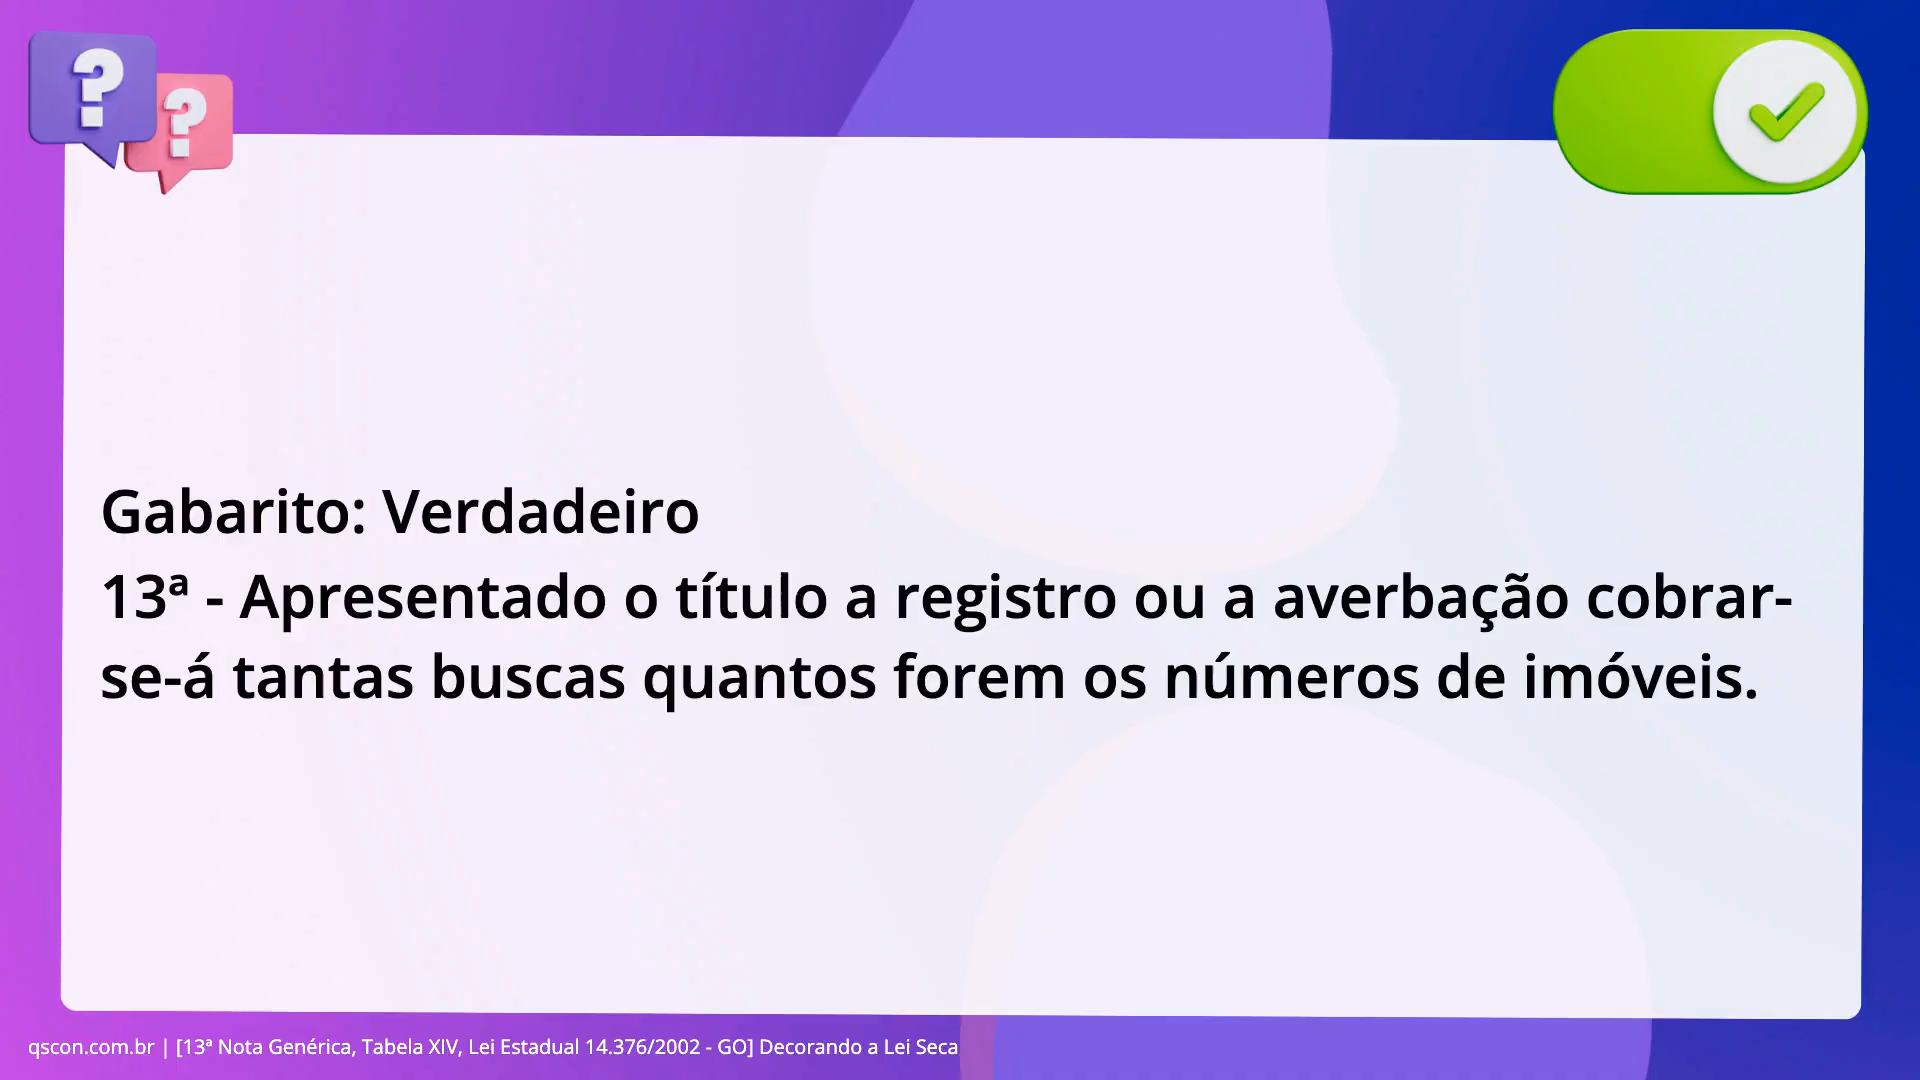 Gabarito: Verdadeiro
13ª - Apresentado o título a registro ou a averbação cobrar-
se-á tantas buscas quantos forem os números de imóveis.
qscon.com.br | [13ª Nota Genérica, Tabela XIV, Lei Estadual 14.376/2002 - GO] Decorando a Lei Seca